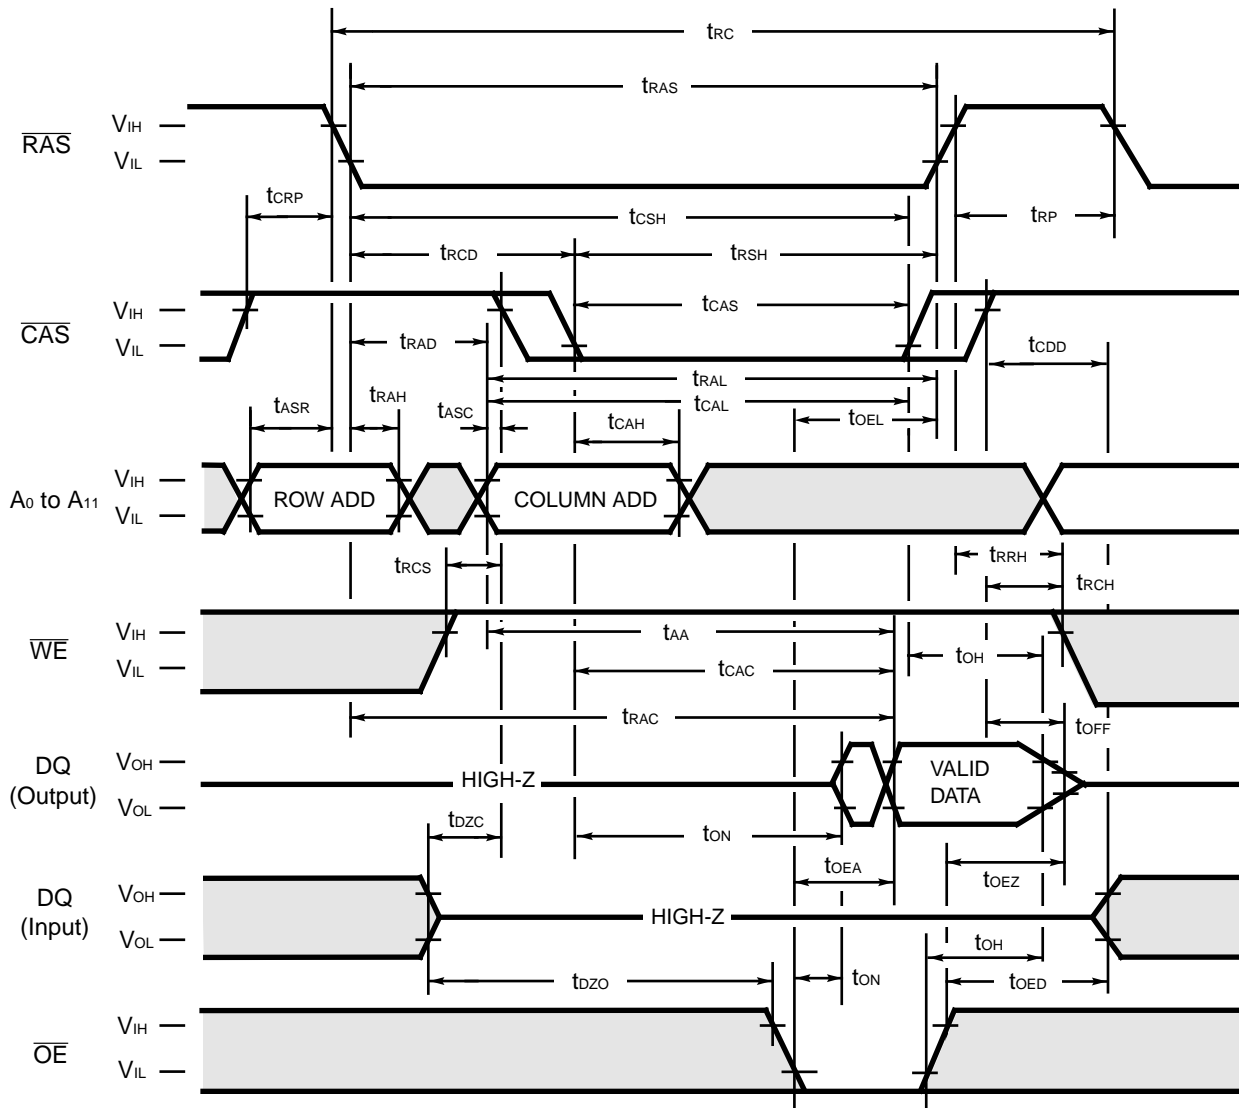 tRC
tRAS
RAS
VIH
VIL
tCRP
tCSH
tRP
tRCD
tRSH
CAS
VIH
VIL
tCAS
tRAD
tCDD
tRAL
tASR
tRAH
tASC
tCAL
tCAH
tOEL
A0 to A11
VIH
VIL
ROW ADD
COLUMN ADD
tRCS
tRRH
tRCH
WE
VIH
VIL
tAA
tCAC
tOH
tRAC
tOFF
DQ
(Output)
VOH
VOL
HIGH-Z
VALID
DATA
tDZC
tON
tOEA
tOEZ
DQ
(Input)
VOH
VOL
HIGH-Z
tOH
tDZO
tON
tOED
OE
VIH
VIL